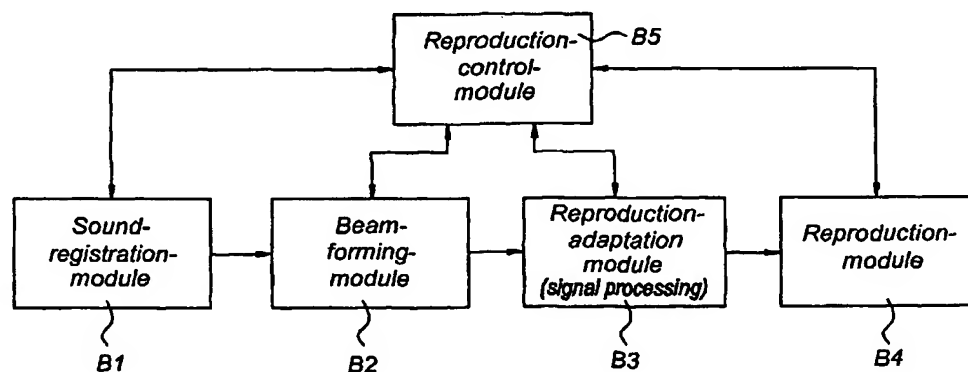 Reproduction-
control-
module
B5
Sound-
registration-
module
Beam-
forming-
module
Reproduction-
adaptation
module
(signal processing)
Reproduction-
module
B1
B2
B3
B4